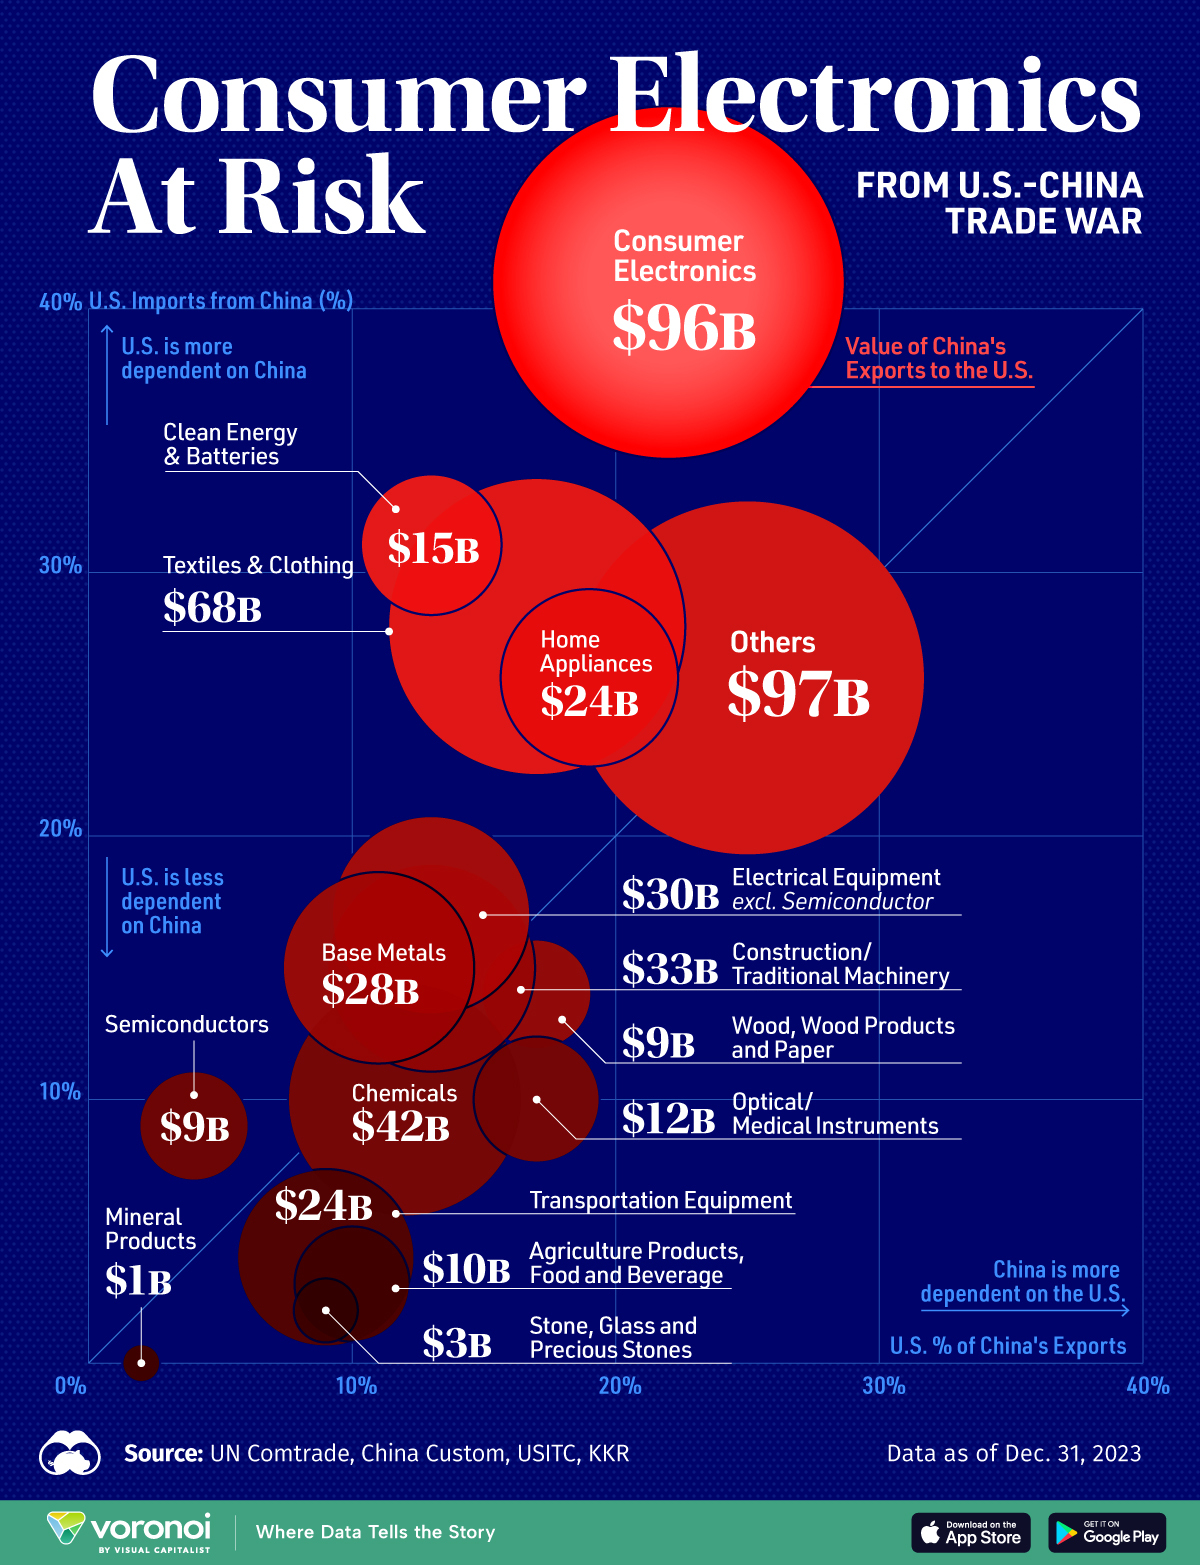 Consumer Electronics
At Risk
FROM U.S.-CHINA
TRADE WAR
Consumer
Electronics
$96B
40% U.S. Imports from China (%)
U.S. is more
dependent on China
Value of China's
Exports to the U.S.
Clean Energy
& Batteries
$15B
30%
Textiles & Clothing
$68B
Home
Appliances
$24B
Others
$97B
20%
U.S. is less
dependent
on China
$30B
Electrical Equipment
excl. Semiconductor
Base Metals
$28B
$33B
Construction/
Traditional Machinery
Semiconductors
$9B
$9B
Wood, Wood Products
and Paper
10%
Chemicals
$42B
$12B
Optical/
Medical Instruments
$24B
Transportation Equipment
Mineral
Products
$1B
$10B
Agriculture Products,
Food and Beverage
China is more
dependent on the U.S.
$3B
Stone, Glass and
Precious Stones
U.S. % of China's Exports
0%
10%
20%
30%
40%
Source: UN Comtrade, China Custom, USITC, KKR
Data as of Dec. 31, 2023
voronoi
BY VISUAL CAPITALIST
Where Data Tells the Story
Download on the
App Store
GET IT ON
Google Play